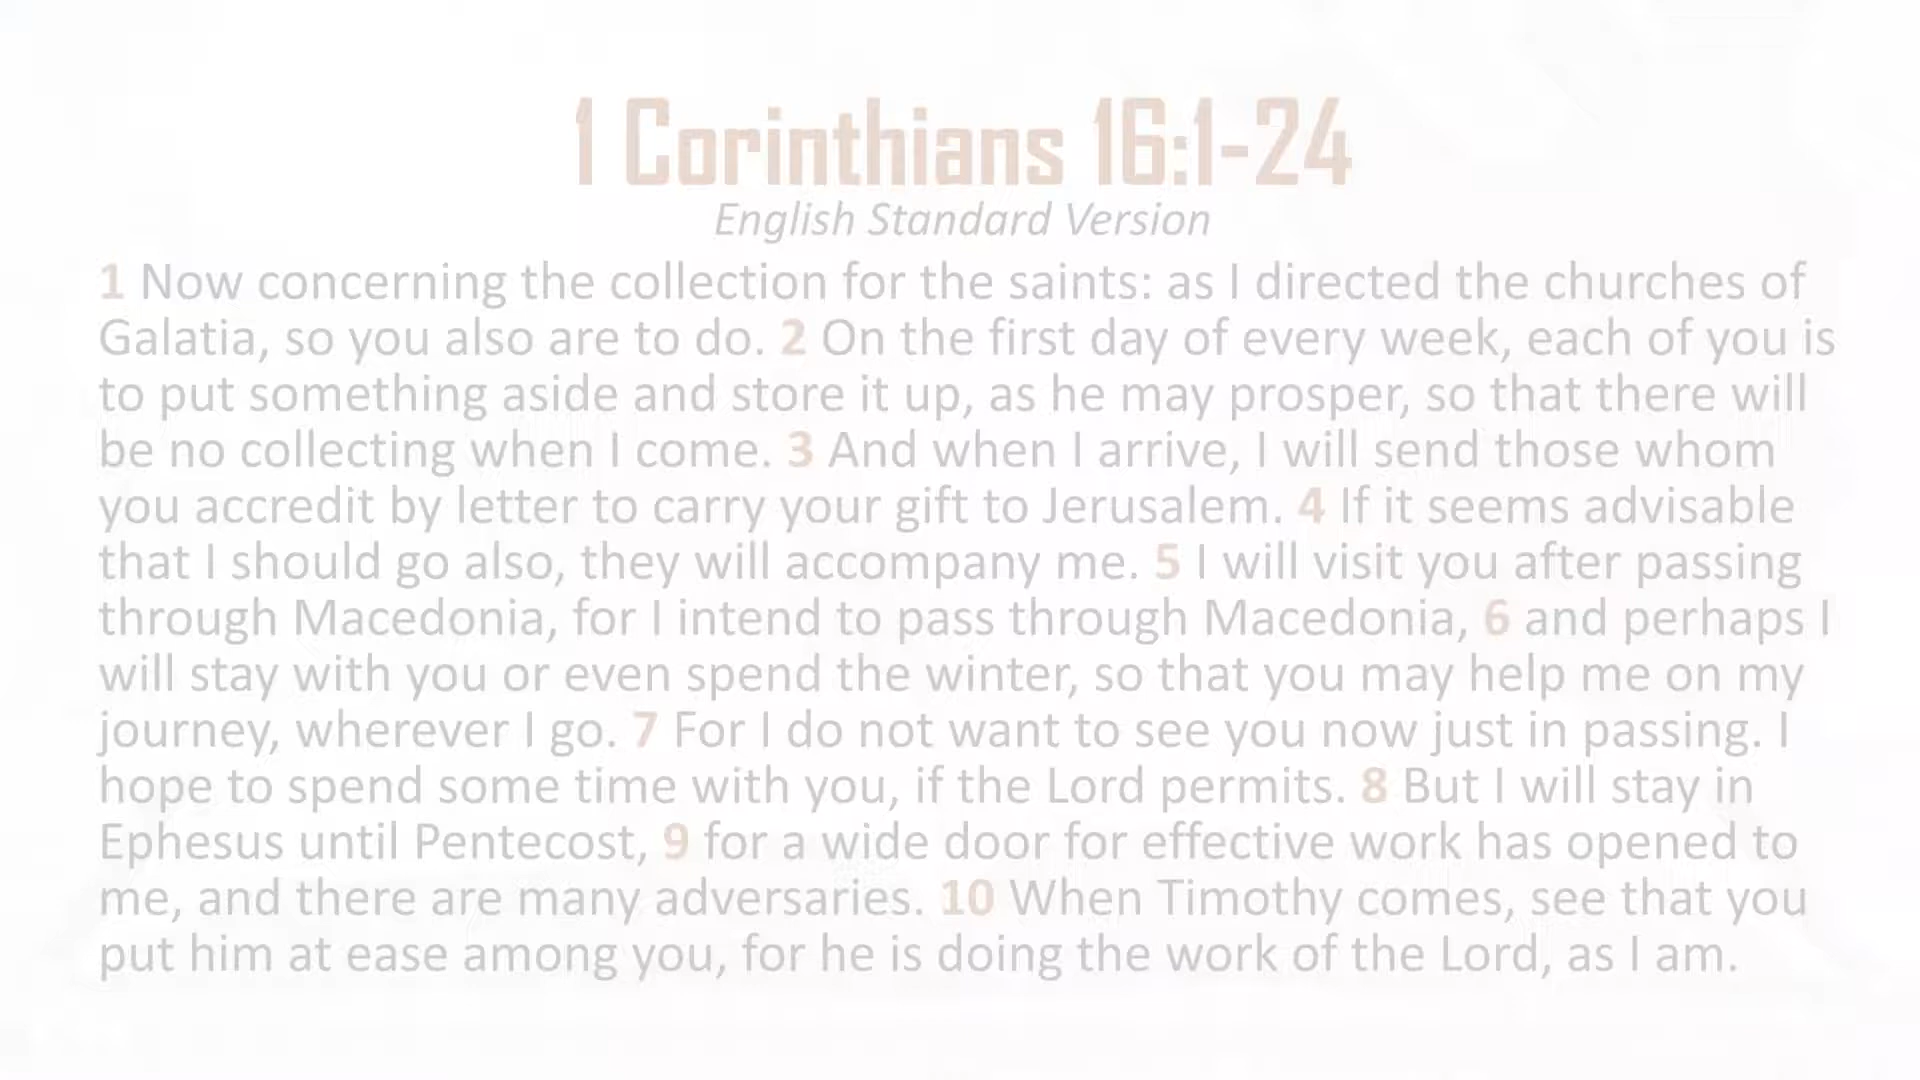 1 Corinthians 16:1-24
English Standard Version
1 Now concerning the collection for the saints: as I directed the churches of
Galatia, so you also are to do. 2 On the first day of every week, each of you is
to put something aside and store it up, as he may prosper, so that there will
be no collecting when I come. 3 And when I arrive, I will send those whom
you accredit by letter to carry your gift to Jerusalem. 4 If it seems advisable
that I should go also, they will accompany me. 5 I will visit you after passing
through Macedonia, for I intend to pass through Macedonia, 6 and perhaps I
will stay with you or even spend the winter, so that you may help me on my
journey, wherever I go. 7 For I do not want to see you now just in passing. I
hope to spend some time with you, if the Lord permits. 8 But I will stay in
Ephesus until Pentecost, 9 for a wide door for effective work has opened to
me, and there are many adversaries. 10 When Timothy comes, see that you
put him at ease among you, for he is doing the work of the Lord, as I am.